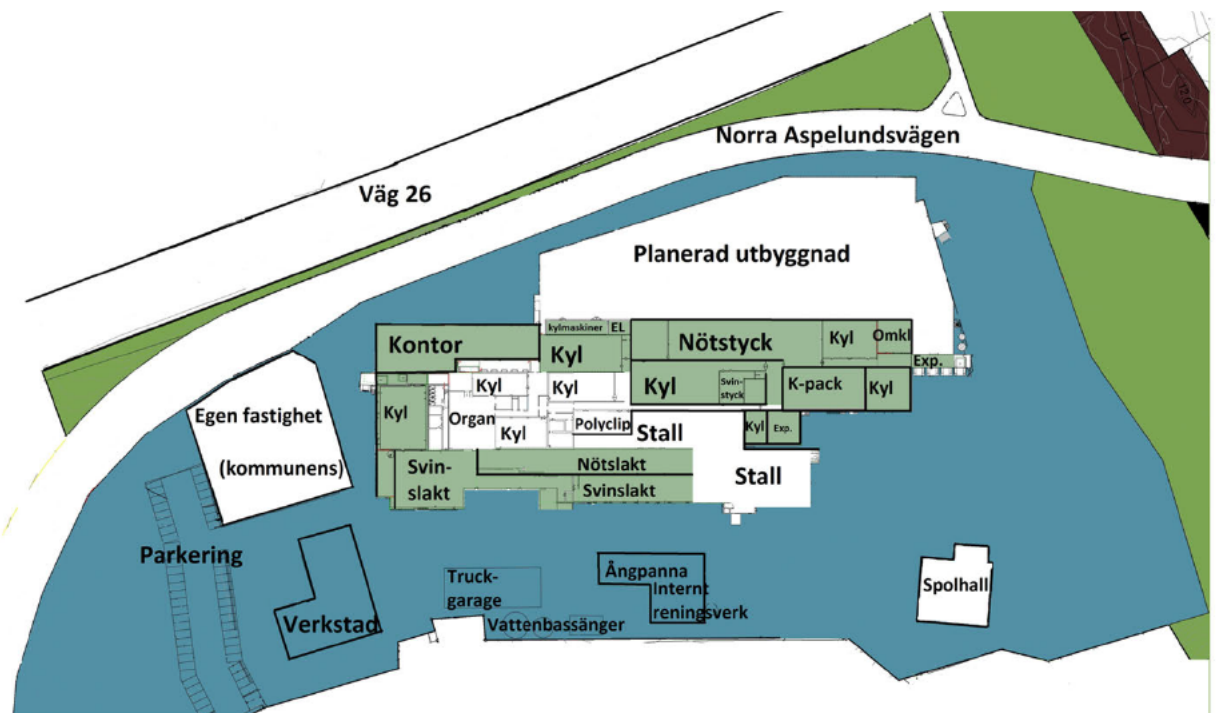 Norra Aspelundsvägen
Väg 26
Planerad utbyggnad
kylmaskiner
EL
Kontor
Kyl
Nötstyck
Kyl
Omkl
Exp.
Kyl
Kyl
Kyl
Svin-
styck
K-pack
Kyl
Kyl
Organ
Kyl
Polyclip
Stall
Kyl
Exp.
Egen fastighet
(kommunens)
Svin-
slakt
Nötslakt
Svinslakt
Stall
Parkering
Verkstad
Truck-
garage
Vattenbassänger
Ångpanna
Internt
reningsverk
Spolhall